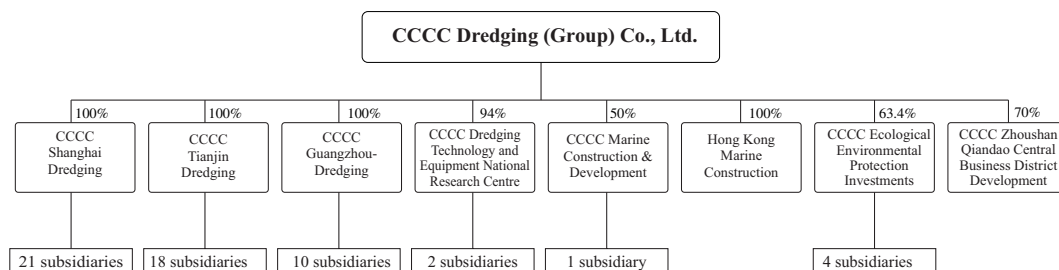 CCCC Dredging (Group) Co., Ltd.
100%
100%
100%
94%
50%
100%
63.4%
70%
CCCC
Shanghai
Dredging
CCCC
Tianjin
Dredging
CCCC
Guangzhou-
Dredging
CCCC Dredging
Technology and
Equipment National
Research Centre
CCCC Marine
Construction &
Development
Hong Kong
Marine
Construction
CCCC Ecological
Environmental
Protection
Investments
CCCC Zhoushan
Qiandao Central
Business District
Development
21 subsidiaries
18 subsidiaries
10 subsidiaries
2 subsidiaries
1 subsidiary
4 subsidiaries